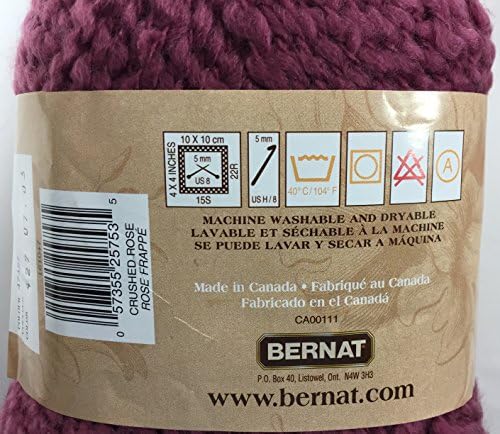 10 X 10 cm
4 X 4 INCHES
5 mm
US 8
22R
15S
5 mm
US H / 8
40°C/104°F
A
MACHINE WASHABLE AND DRYABLE
LAVABLE ET SÉCHABLE À LA MACHINE
SE PUEDE LAVAR Y SECAR A MÁQUINA
Made in Canada • Fabriqué au Canada
Fabricado en el Canadá
CA00111
BERNAT
P.O. Box 40, Listowel, Ont. N4W 3H3
www.bernat.com
0 57355 25753 5
CRUSHED ROSE
ROSE FRAPPÉ